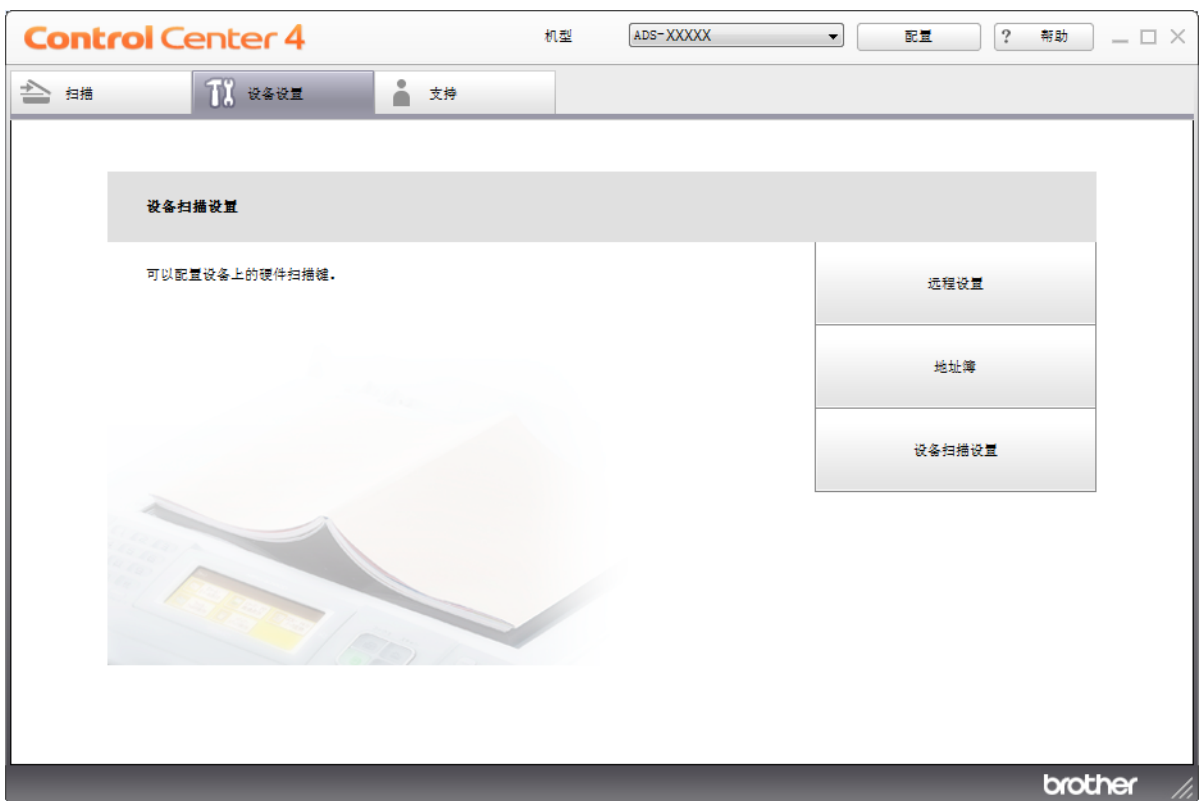 Control Center 4 机型 ADS-XXXXX 配置 ? 帮助
扫描 设备设置 支持
设备扫描设置
可以配置设备上的硬件扫描键.
远程设置
地址簿
设备扫描设置
brother